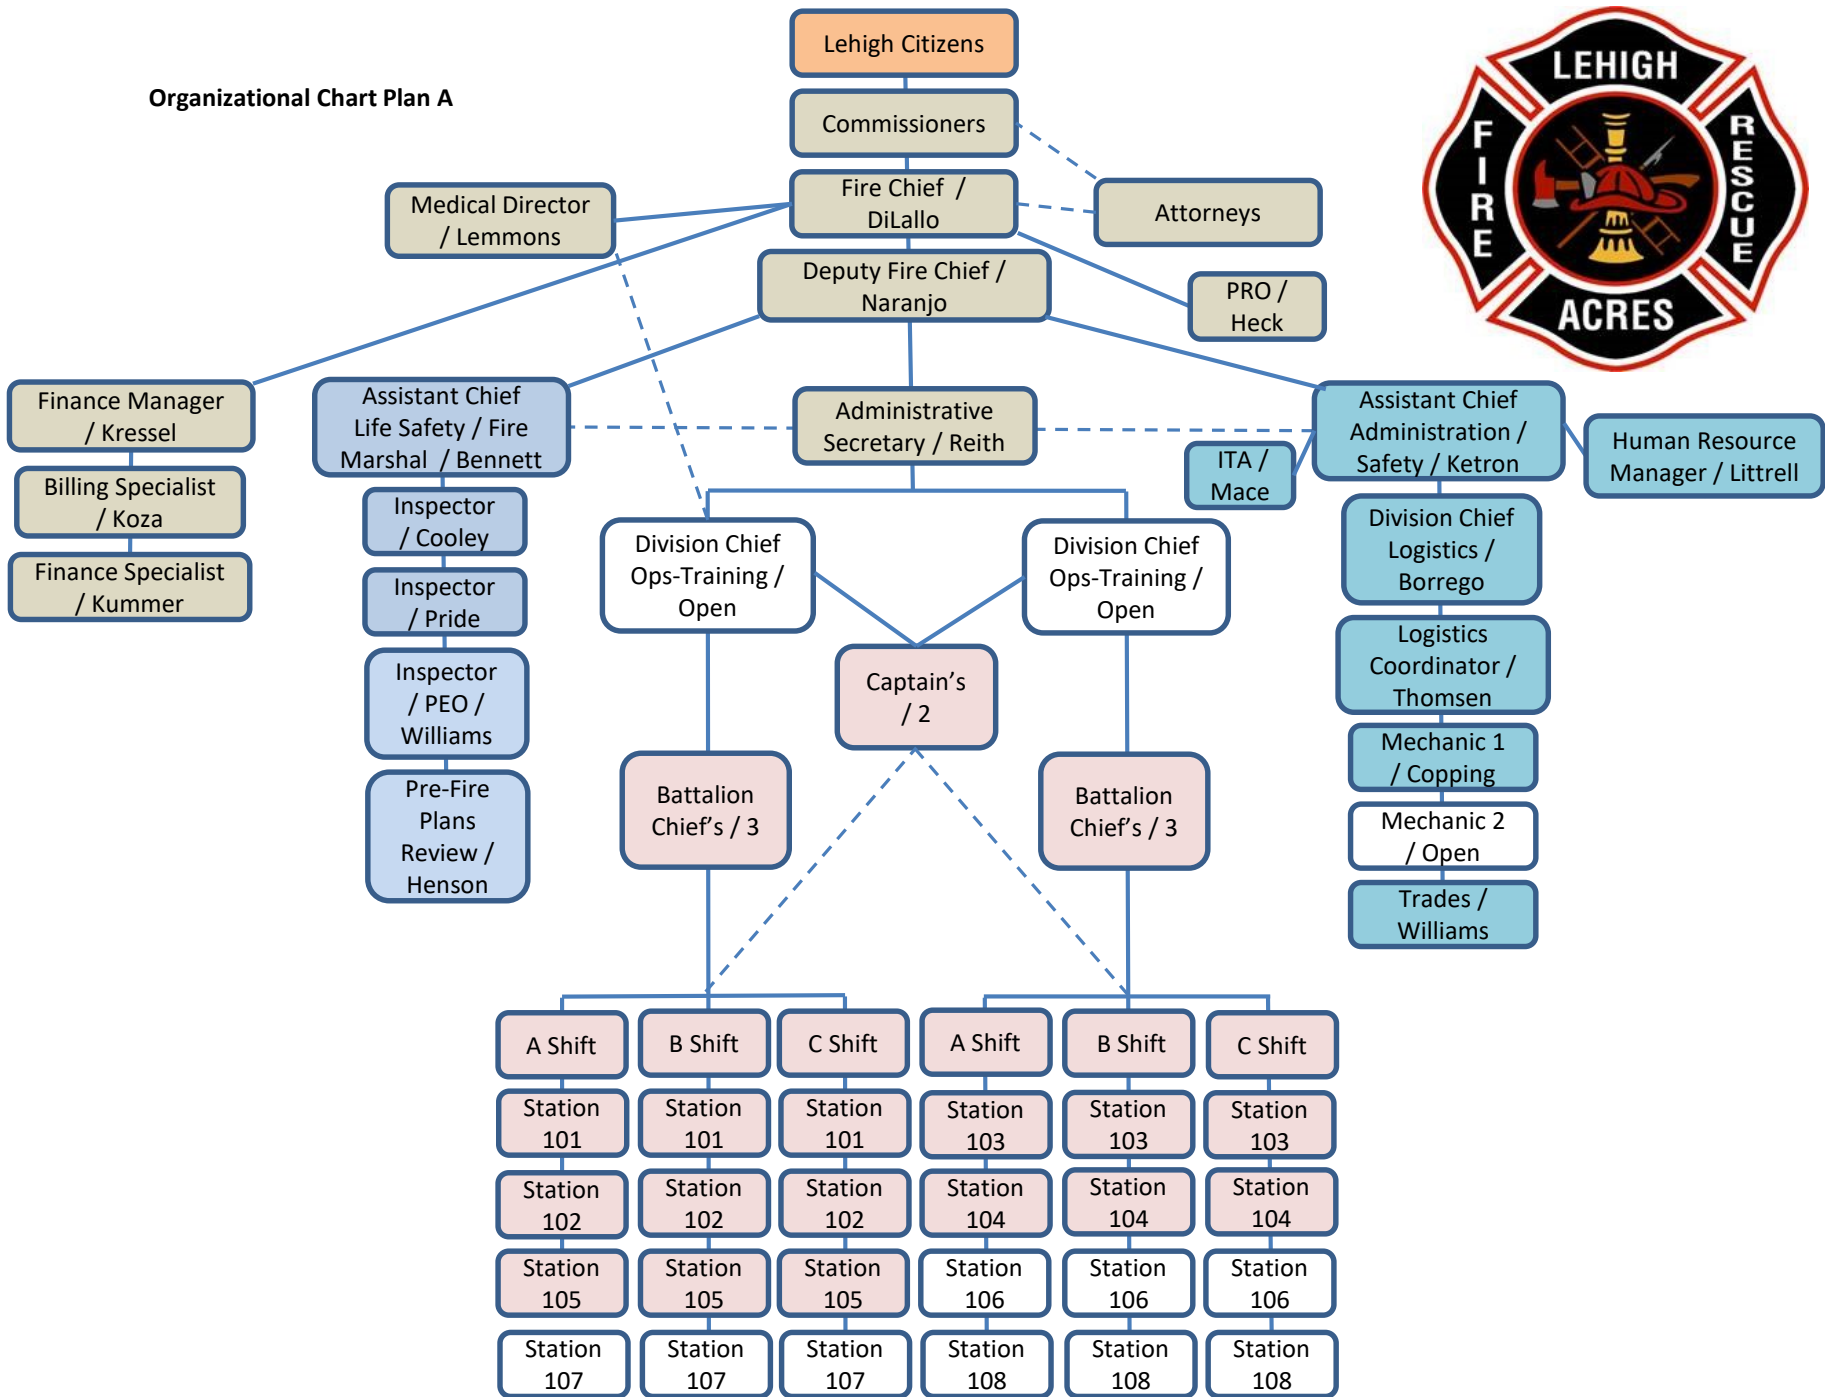 Lehigh Citizens
Organizational Chart Plan A
Commissioners
LEHIGH
FIRE
RESCUE
ACRES
Fire Chief /
DiLallo
Medical Director
/ Lemmons
Attorneys
Deputy Fire Chief /
Naranjo
PRO /
Heck
Finance Manager
/ Kressel
Assistant Chief
Life Safety / Fire
Marshal / Bennett
Administrative
Secretary / Reith
Assistant Chief
Administration /
Safety / Ketron
Human Resource
Manager / Littrell
ITA /
Mace
Billing Specialist
/ Koza
Finance Specialist
/ Kummer
Inspector
/ Cooley
Inspector
/ Pride
Inspector
/ PEO /
Williams
Pre-Fire
Plans
Review /
Henson
Division Chief
Ops-Training /
Open
Division Chief
Ops-Training /
Open
Captain's
/ 2
Battalion
Chief's / 3
Battalion
Chief's / 3
Division Chief
Logistics /
Borrego
Logistics
Coordinator /
Thomsen
Mechanic 1
/ Copping
Mechanic 2
/ Open
Trades /
Williams
A Shift
Station
101
Station
102
Station
105
Station
107
B Shift
Station
101
Station
102
Station
105
Station
107
C Shift
Station
101
Station
102
Station
105
Station
107
A Shift
Station
103
Station
104
Station
106
Station
108
B Shift
Station
103
Station
104
Station
106
Station
108
C Shift
Station
103
Station
104
Station
106
Station
108